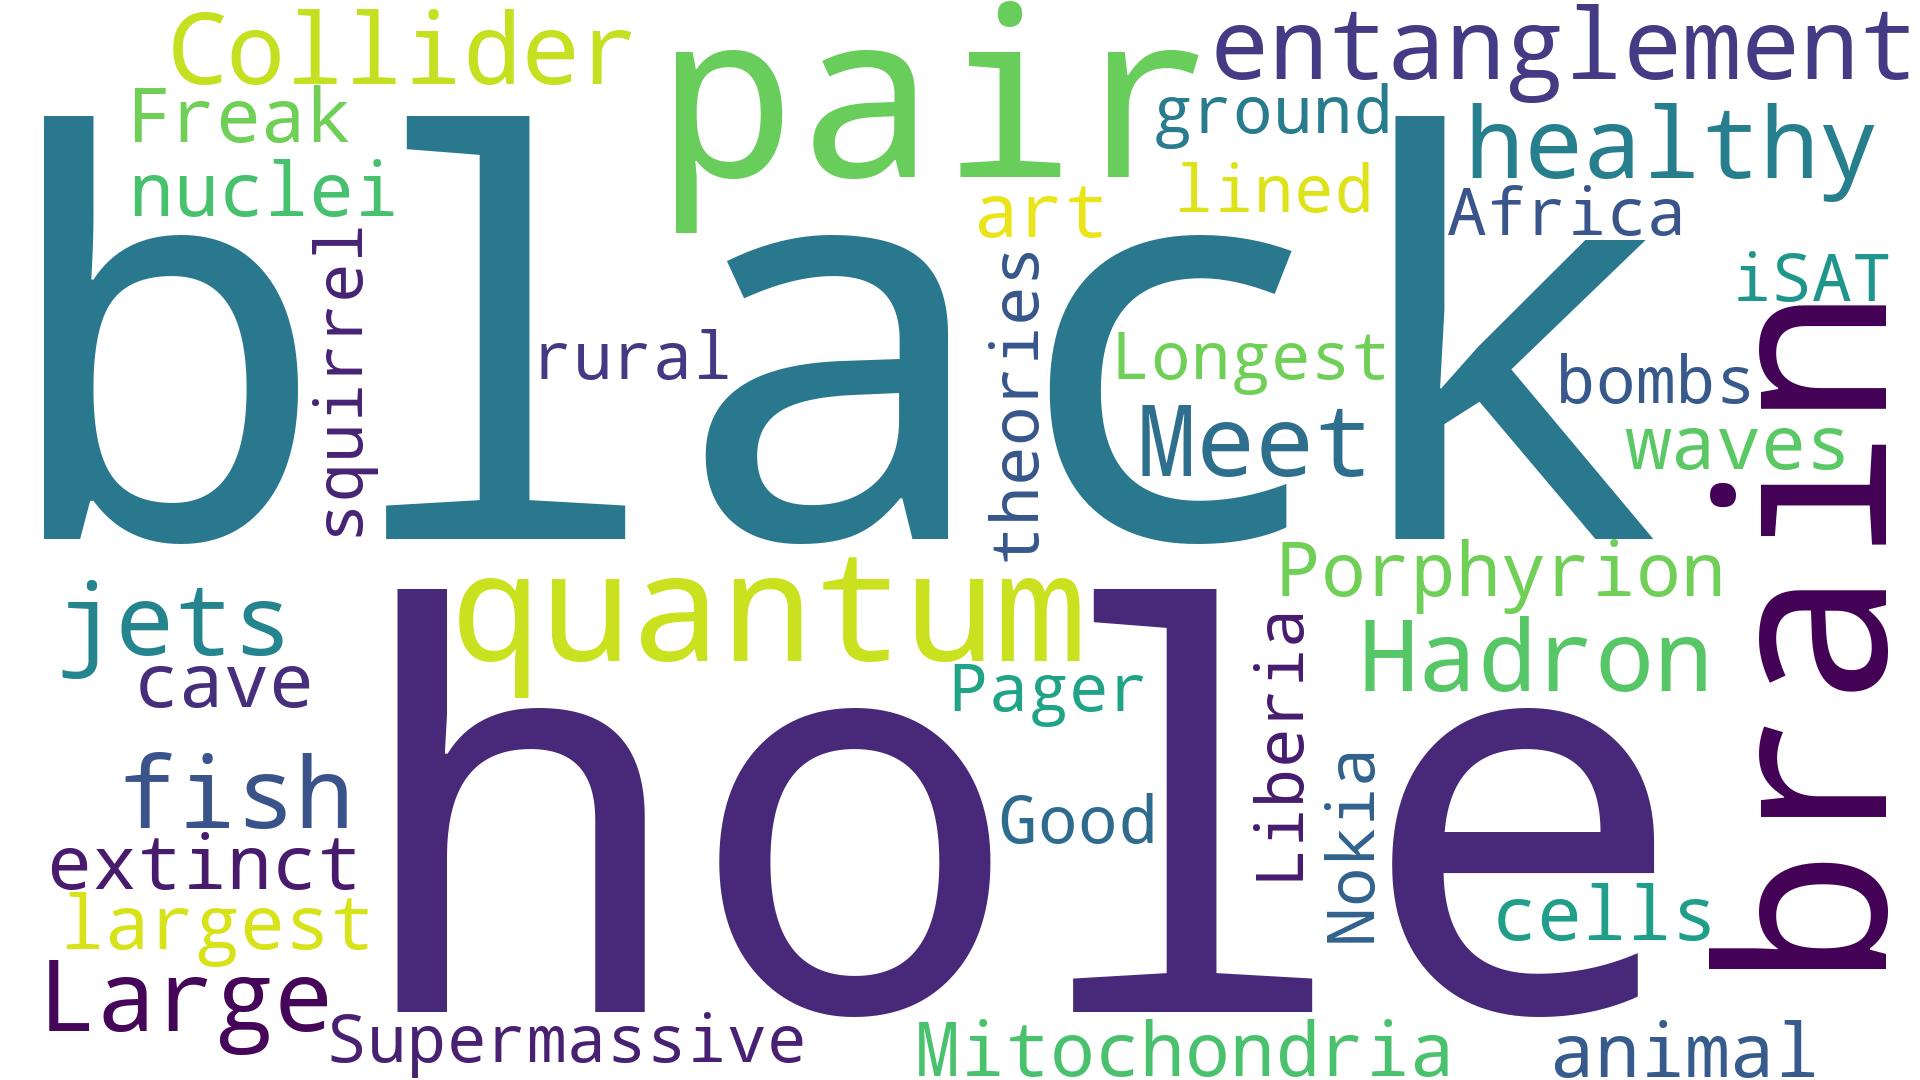 Collider
pair
entanglement
Freak
ground
healthy
nuclei
art
lined
Africa
black
squirrel
rural
theories
Longest
iSAT
bombs
Meet
waves
brain
quantum
Porphyrion
jets
cave
hole
Pager
Liberia
Hadron
fish
Good
Nokia
extinct
cells
largest
Large
Supermassive
Mitochondria
animal